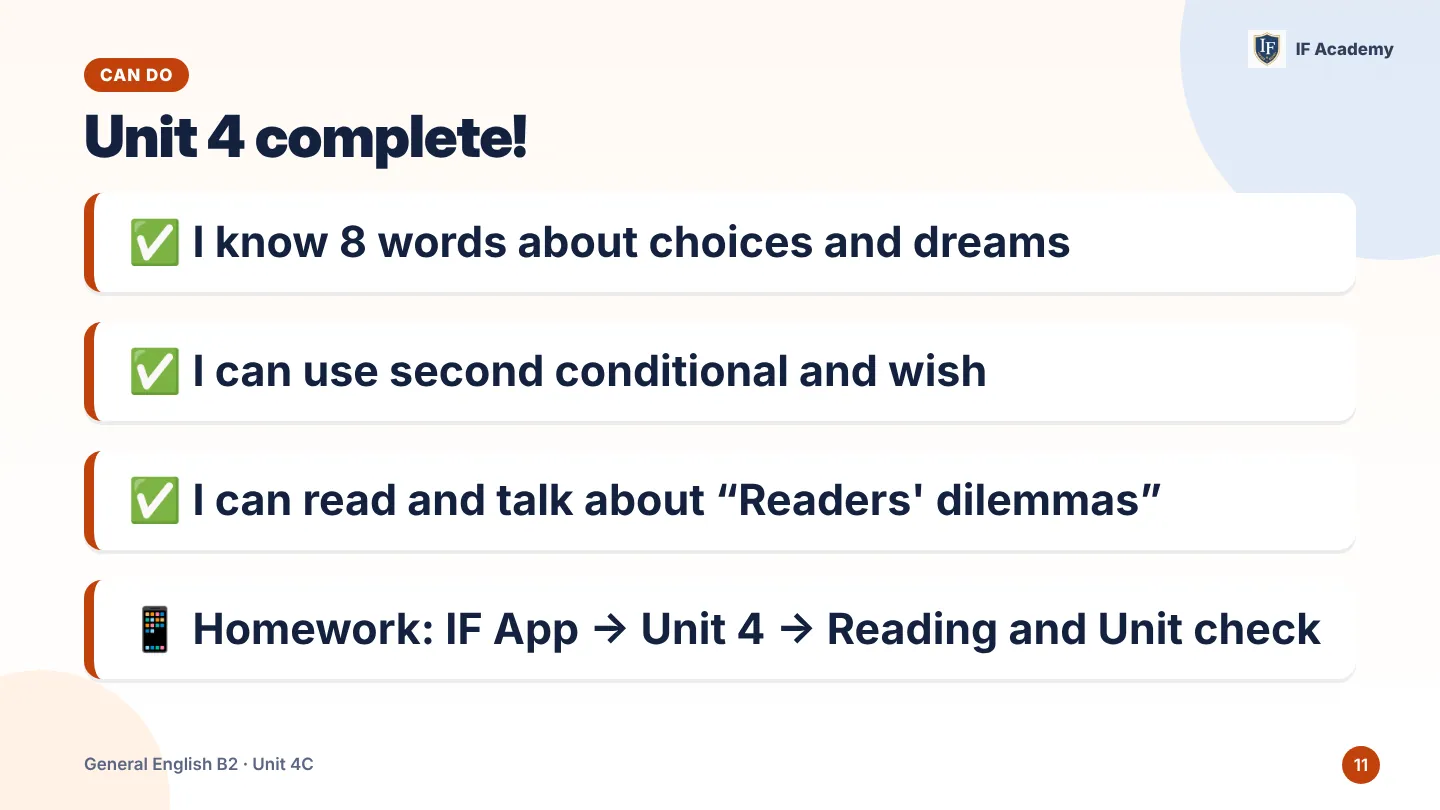 IF
IF Academy
CAN DO
Unit 4 complete!
✅ I know 8 words about choices and dreams
✅ I can use second conditional and wish
✅ I can read and talk about “Readers' dilemmas”
📱 Homework: IF App → Unit 4 → Reading and Unit check
General English B2 · Unit 4C
11